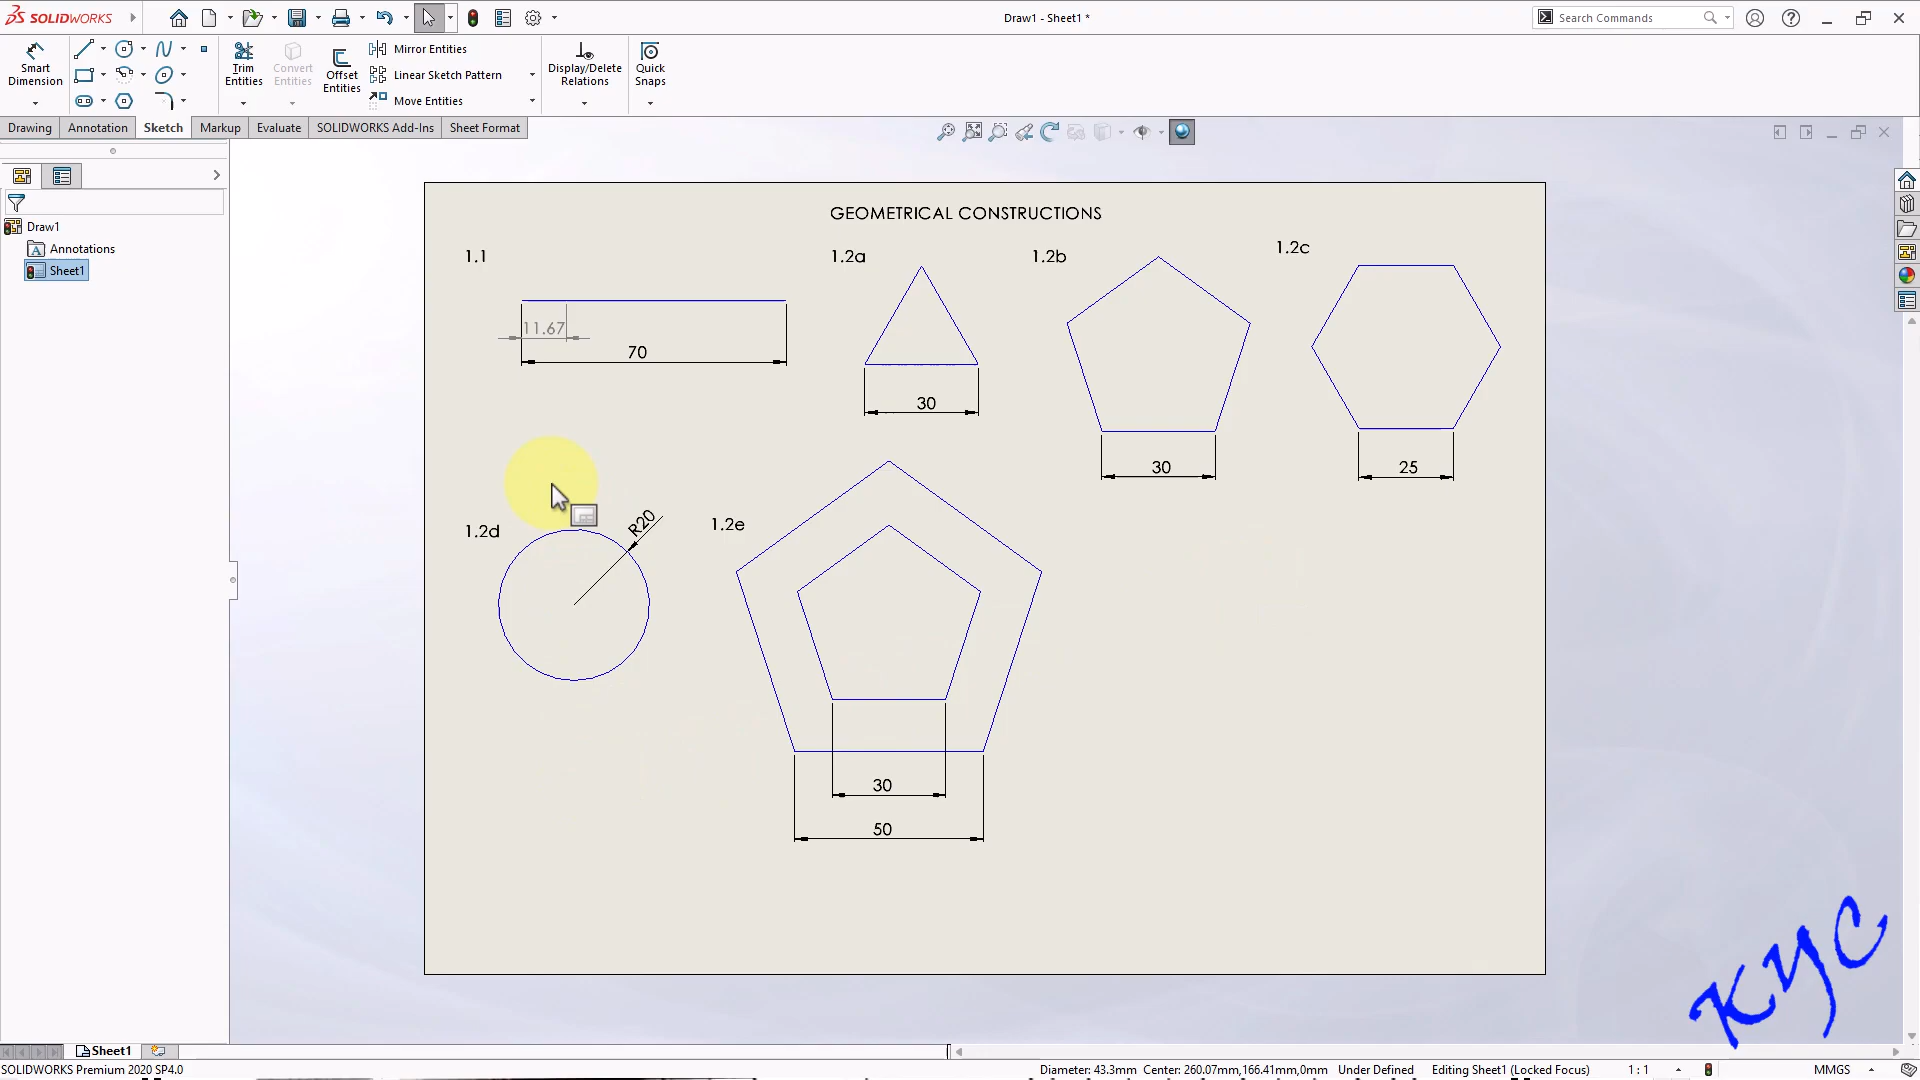 SOLIDWORKS
Draw1 - Sheet1 *
Search Commands
Smart Dimension
Trim Entities
Convert Entities
Offset Entities
Mirror Entities
Linear Sketch Pattern
Move Entities
Display/Delete Relations
Quick Snaps
Drawing
Annotation
Sketch
Markup
Evaluate
SOLIDWORKS Add-Ins
Sheet Format
Draw1
Annotations
Sheet1
GEOMETRICAL CONSTRUCTIONS
1.1
11.67
70
1.2a
30
1.2b
30
1.2c
25
1.2d
R20
1.2e
30
50
KYC
Sheet1
SOLIDWORKS Premium 2020 SP4.0
Diameter: 43.3mm Center: 260.07mm,166.41mm,0mm Under Defined Editing Sheet1 (Locked Focus) 1 : 1 MMGS